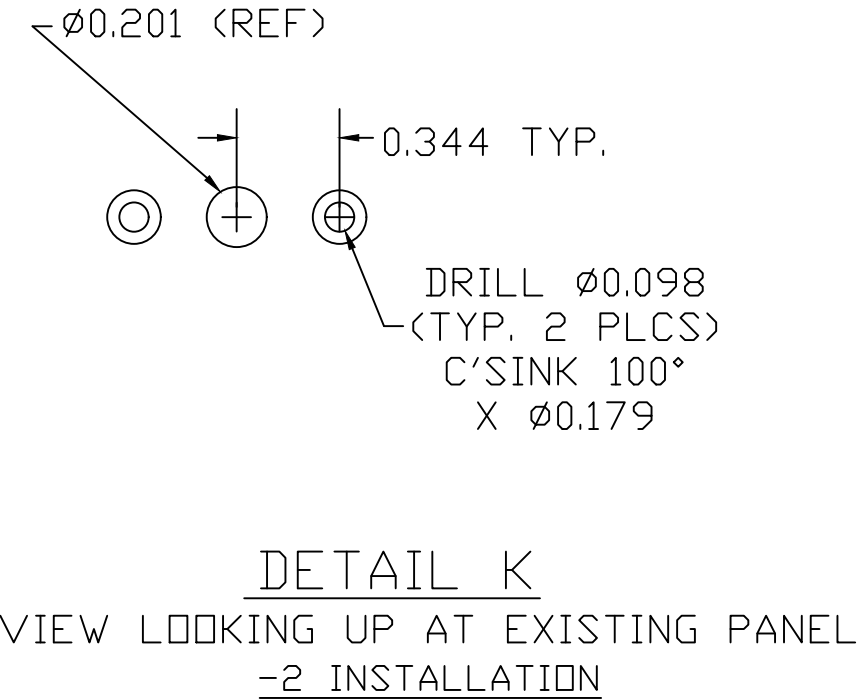 Ø0.201 (REF)
0.344 TYP.
DRILL Ø0.098
(TYP. 2 PLCS)
C'SINK 100°
X Ø0.179
DETAIL K
VIEW LOOKING UP AT EXISTING PANEL
-2 INSTALLATION